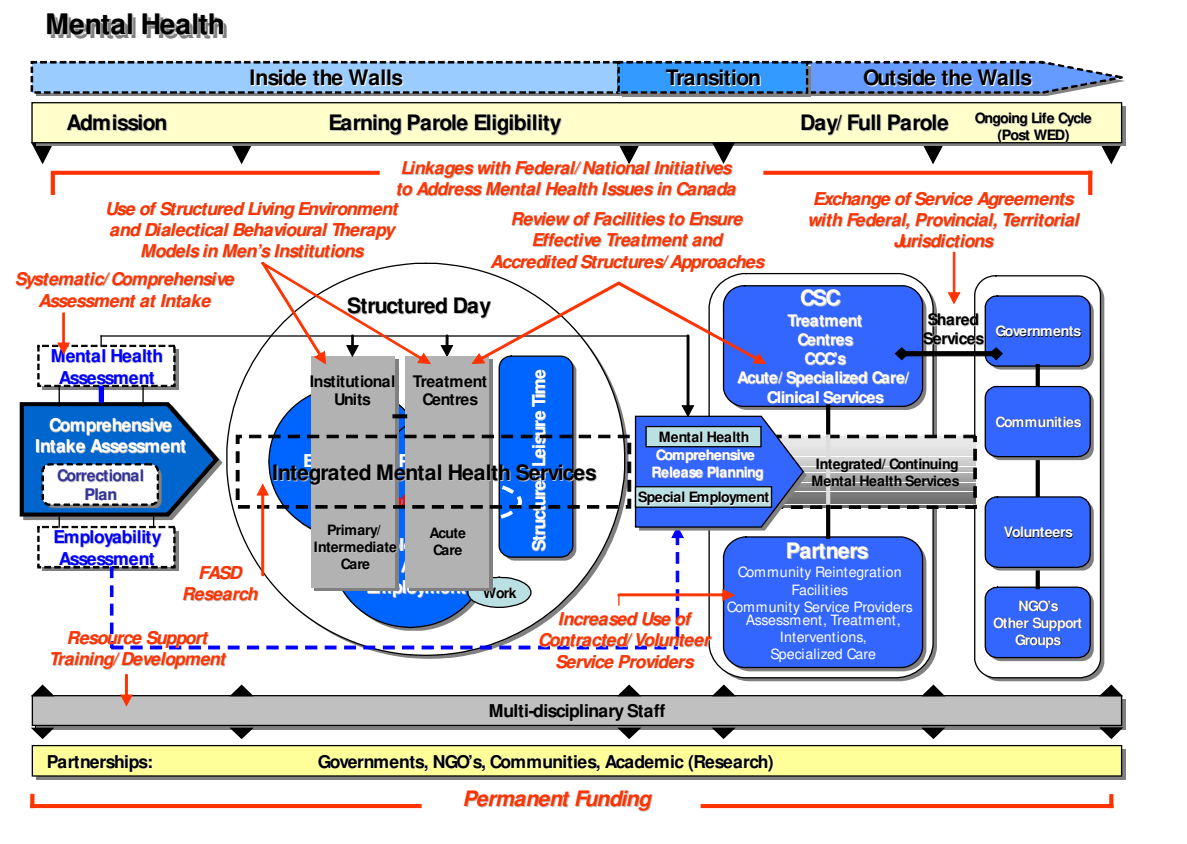 Mental Health
Inside the Walls
Transition
Outside the Walls
Admission
Earning Parole Eligibility
Day/ Full Parole
Ongoing Life Cycle
(Post WED)
Linkages with Federal/ National Initiatives
to Address Mental Health Issues in Canada
Use of Structured Living Environment
and Dialectical Behavioural Therapy
Models in Men's Institutions
Review of Facilities to Ensure
Effective Treatment and
Accredited Structures/ Approaches
Exchange of Service Agreements
with Federal, Provincial, Territorial
Jurisdictions
Systematic/ Comprehensive
Assessment at Intake
Structured Day
Mental Health
Assessment
Comprehensive
Intake Assessment
Correctional
Plan
Employability
Assessment
Institutional
Units
Treatment
Centres
Structured Leisure Time
Integrated Mental Health Services
Primary/
Intermediate
Care
Acute
Care
Employment
Work
FASD
Research
Mental Health
Comprehensive
Release Planning
Special Employment
CSC
Treatment
Centres
CCC's
Acute/ Specialized Care/
Clinical Services
Shared
Services
Integrated/ Continuing
Mental Health Services
Partners
Community Reintegration
Facilities
Community Service Providers
Assessment, Treatment,
Interventions,
Specialized Care
Governments
Communities
Volunteers
NGO's
Other Support
Groups
Increased Use of
Contracted/ Volunteer
Service Providers
Resource Support
Training/ Development
Multi-disciplinary Staff
Partnerships:
Governments, NGO's, Communities, Academic (Research)
Permanent Funding